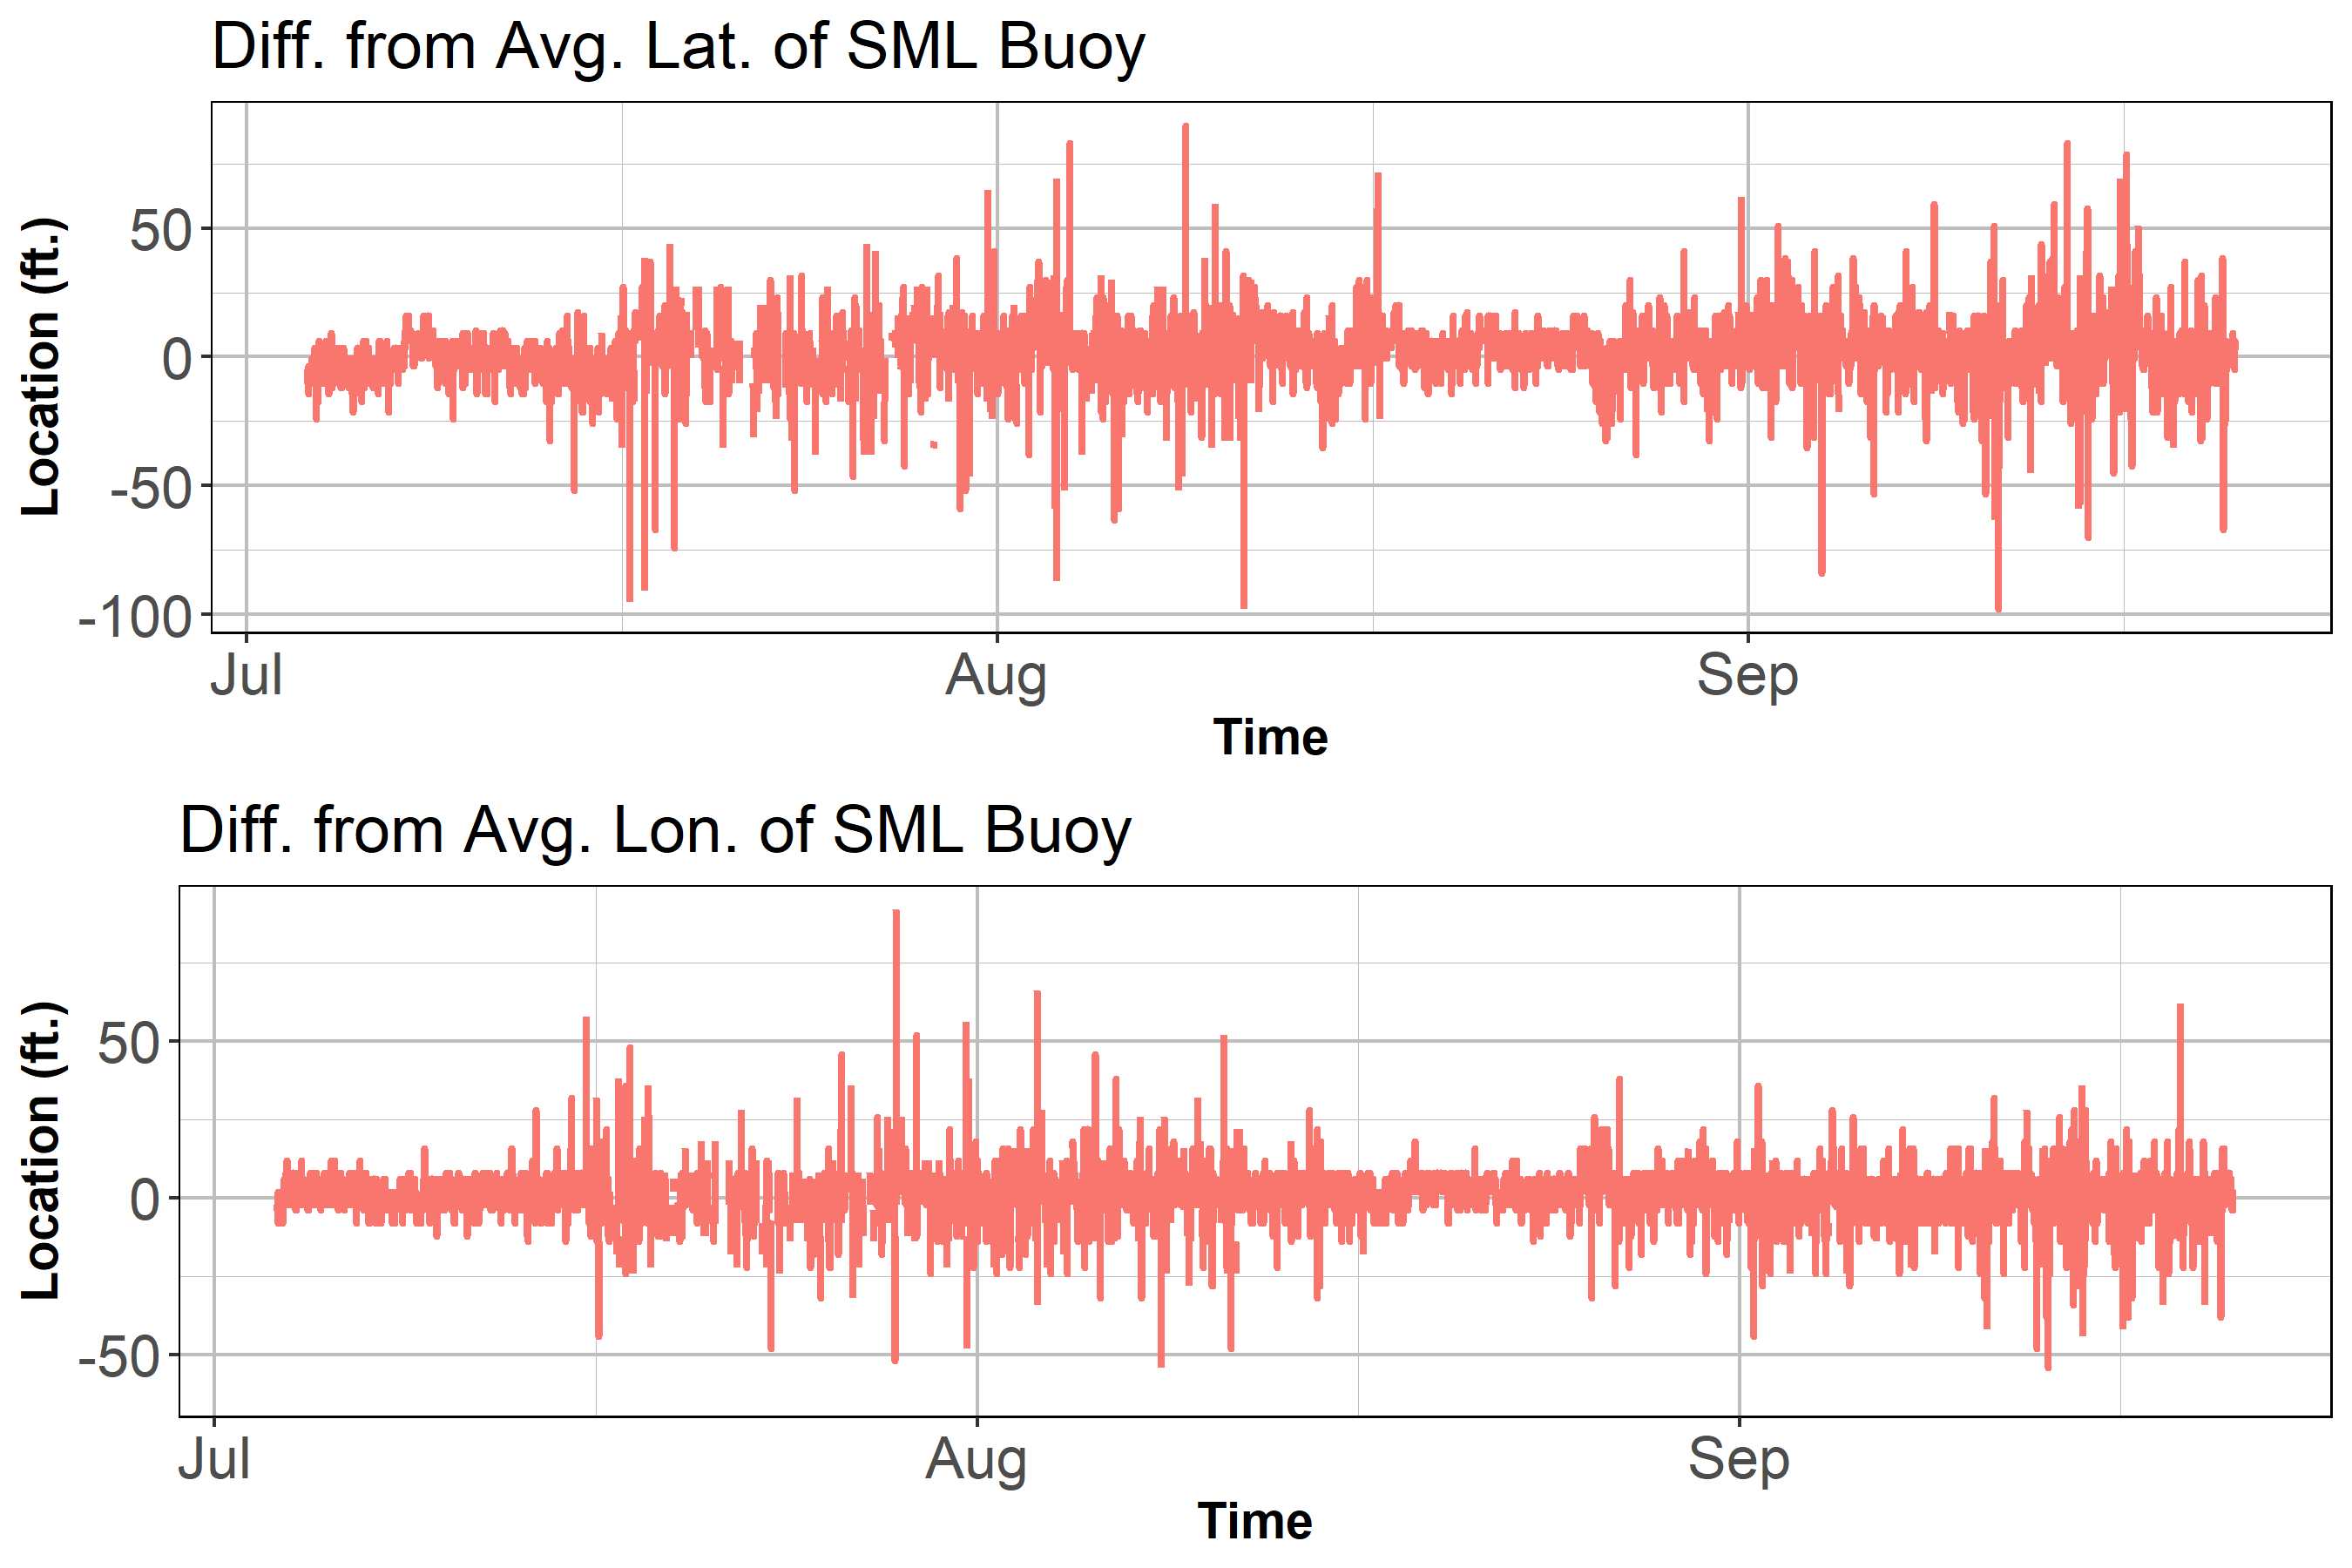 Diff. from Avg. Lat. of SML Buoy
Location (ft.)
50
0
-50
-100
Jul Aug Sep
Time
Diff. from Avg. Lon. of SML Buoy
Location (ft.)
50
0
-50
Jul Aug Sep
Time